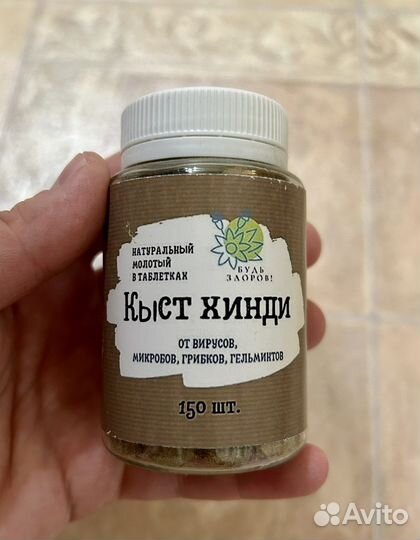 НАТУРАЛЬНЫЙ
МОЛОТЫЙ
В ТАБЛЕТКАХ
БУДЬ
ЗДОРОВ!
КЫСТ ХИНДИ
ОТ ВИРУСОВ,
МИКРОБОВ, ГРИБКОВ, ГЕЛЬМИНТОВ
150 ШТ.
Avito